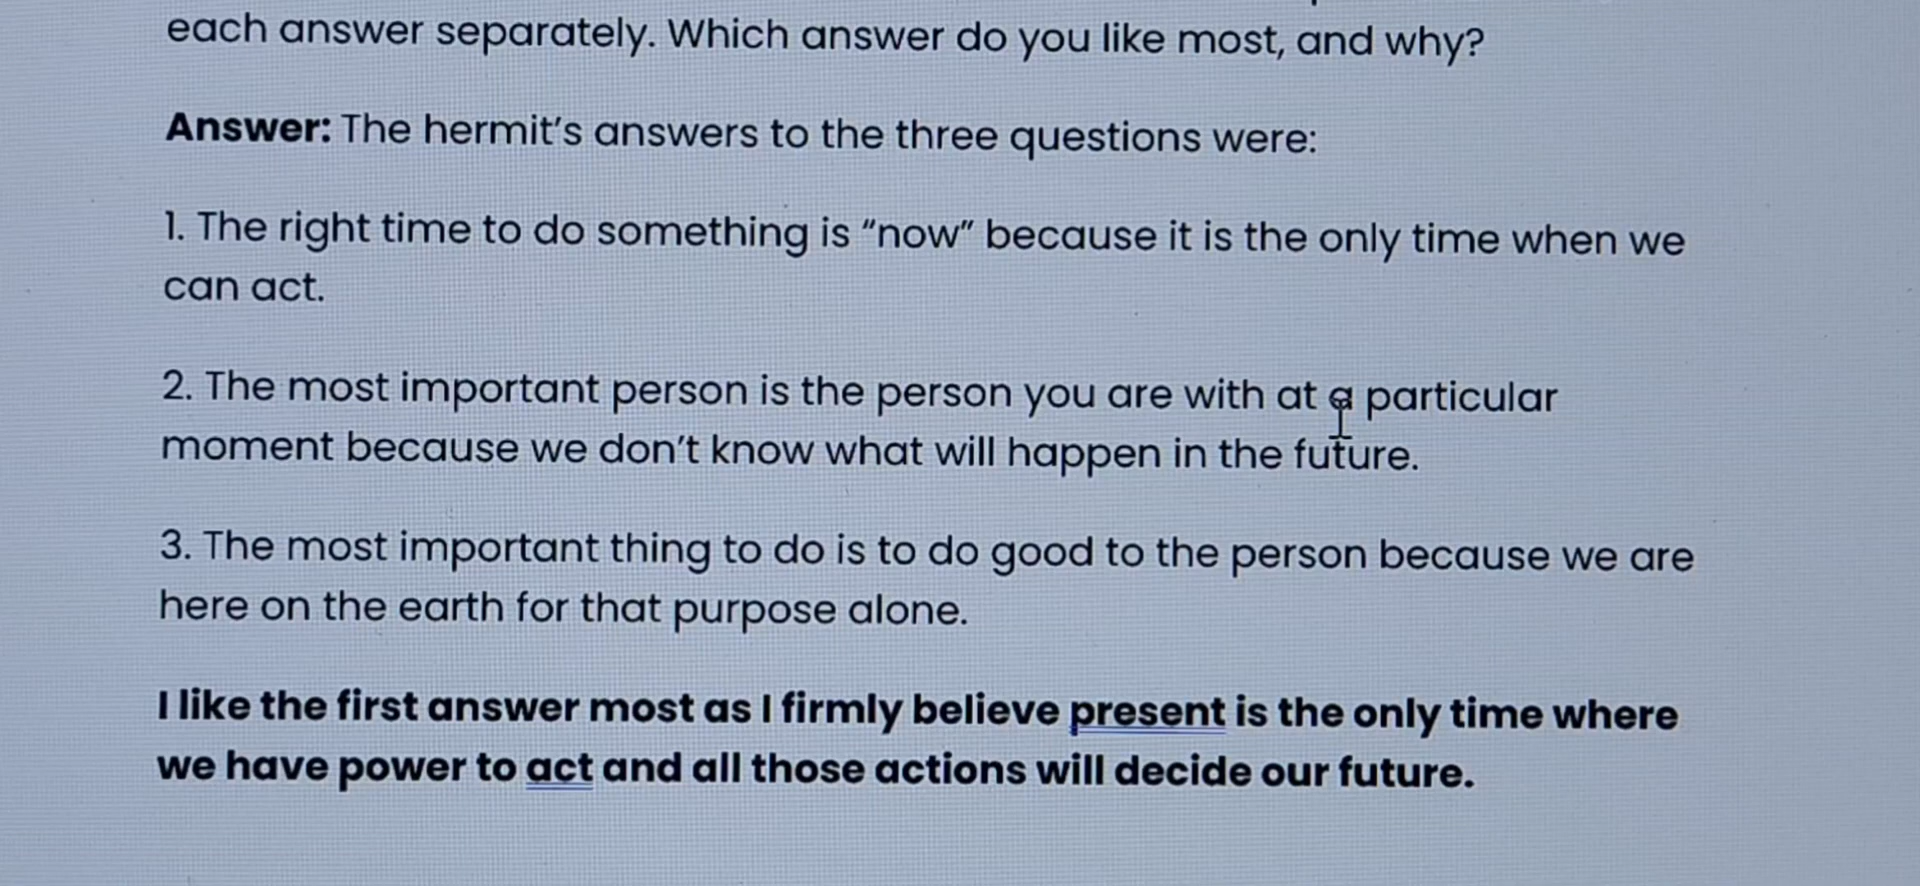 each answer separately. Which answer do you like most, and why?
Answer: The hermit's answers to the three questions were:
1. The right time to do something is “now” because it is the only time when we
can act.
2. The most important person is the person you are with at a particular
moment because we don't know what will happen in the future.
3. The most important thing to do is to do good to the person because we are
here on the earth for that purpose alone.
I like the first answer most as I firmly believe present is the only time where
we have power to act and all those actions will decide our future.